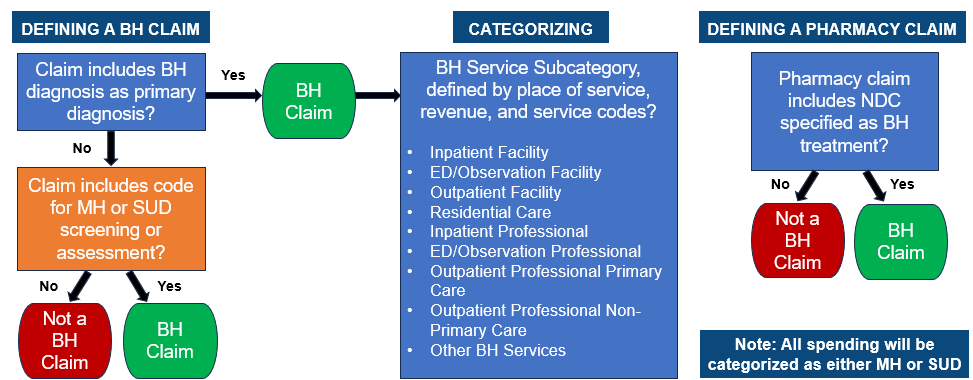 DEFINING A BH CLAIM
Claim includes BH
diagnosis as primary
diagnosis?
Yes
BH
Claim
No
Claim includes code
for MH or SUD
screening or
assessment?
No
Yes
Not a
BH
Claim
BH
Claim
CATEGORIZING
BH Service Subcategory,
defined by place of service,
revenue, and service codes?
• Inpatient Facility
• ED/Observation Facility
• Outpatient Facility
• Residential Care
• Inpatient Professional
• ED/Observation Professional
• Outpatient Professional Primary
Care
• Outpatient Professional Non-
Primary Care
• Other BH Services
DEFINING A PHARMACY CLAIM
Pharmacy claim
includes NDC
specified as BH
treatment?
No
Yes
Not a
BH
Claim
BH
Claim
Note: All spending will be
categorized as either MH or SUD